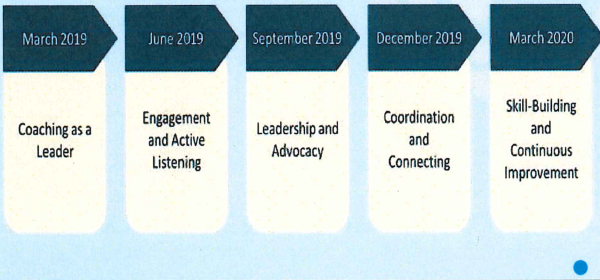 March 2019
June 2019
September 2019
December 2019
March 2020
Coaching as a
Leader
Engagement
and Active
Listening
Leadership and
Advocacy
Coordination
and
Connecting
Skill-Building
and
Continuous
Improvement